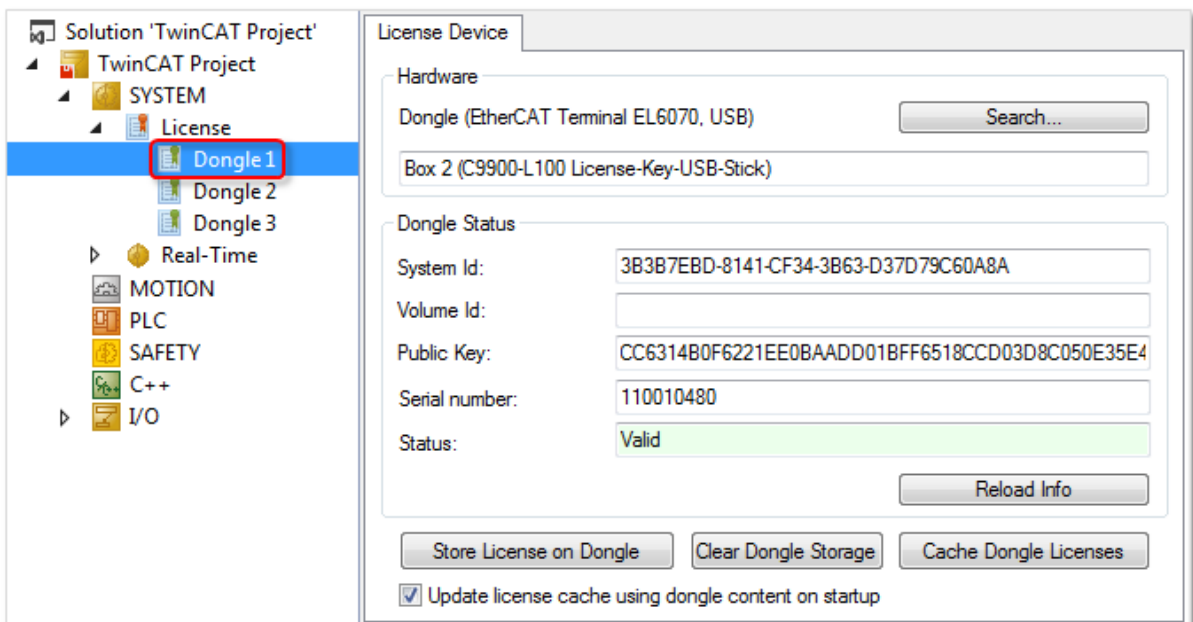 Solution 'TwinCAT Project'
TwinCAT Project
SYSTEM
License
Dongle 1
Dongle 2
Dongle 3
Real-Time
MOTION
PLC
SAFETY
C++
I/O
License Device
Hardware
Dongle (EtherCAT Terminal EL6070, USB)
Search...
Box 2 (C9900-L100 License-Key-USB-Stick)
Dongle Status
System Id: 3B3B7EBD-8141-CF34-3B63-D37D79C60A8A
Volume Id:
Public Key: CC6314B0F6221EE0BAADD01BFF6518CCD03D8C050E35E4
Serial number: 110010480
Status: Valid
Reload Info
Store License on Dongle Clear Dongle Storage Cache Dongle Licenses
Update license cache using dongle content on startup